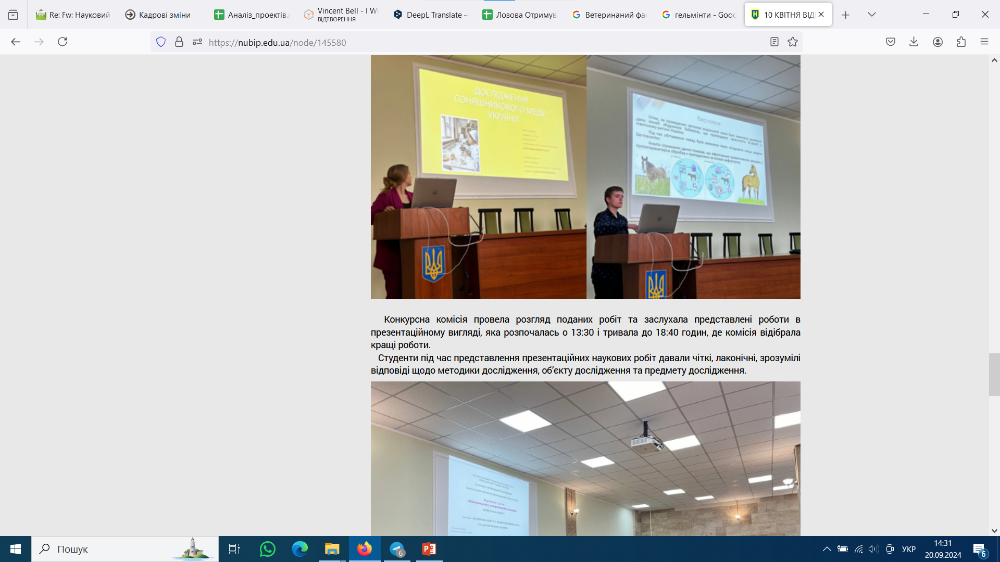 Re: Fw: Науковий
Кадрові зміни
Аналіз_проектів.x
Vincent Bell - I Wi
ВІДТВОРЕННЯ
DeepL Translate –
Лозова Отримув
Ветеринаний фак
гельмінти - Goog
10 КВІТНЯ ВІД
https://nubip.edu.ua/node/145580
ДОСЛІДЖЕННЯ
СОНЯШНИКОВОГО МЕДУ
УКРАЇНИ
Висновки
Конкурсна комісія провела розгляд поданих робіт та заслухала представлені роботи в
презентаційному вигляді, яка розпочалась о 13:30 і тривала до 18:40 годин, де комісія відібрала
кращі роботи.
Студенти під час представлення презентаційних наукових робіт давали чіткі, лаконічні, зрозумілі
відповіді щодо методики дослідження, об’єкту дослідження та предмету дослідження.
Пошук
6
УКР
14:31
20.09.2024
6